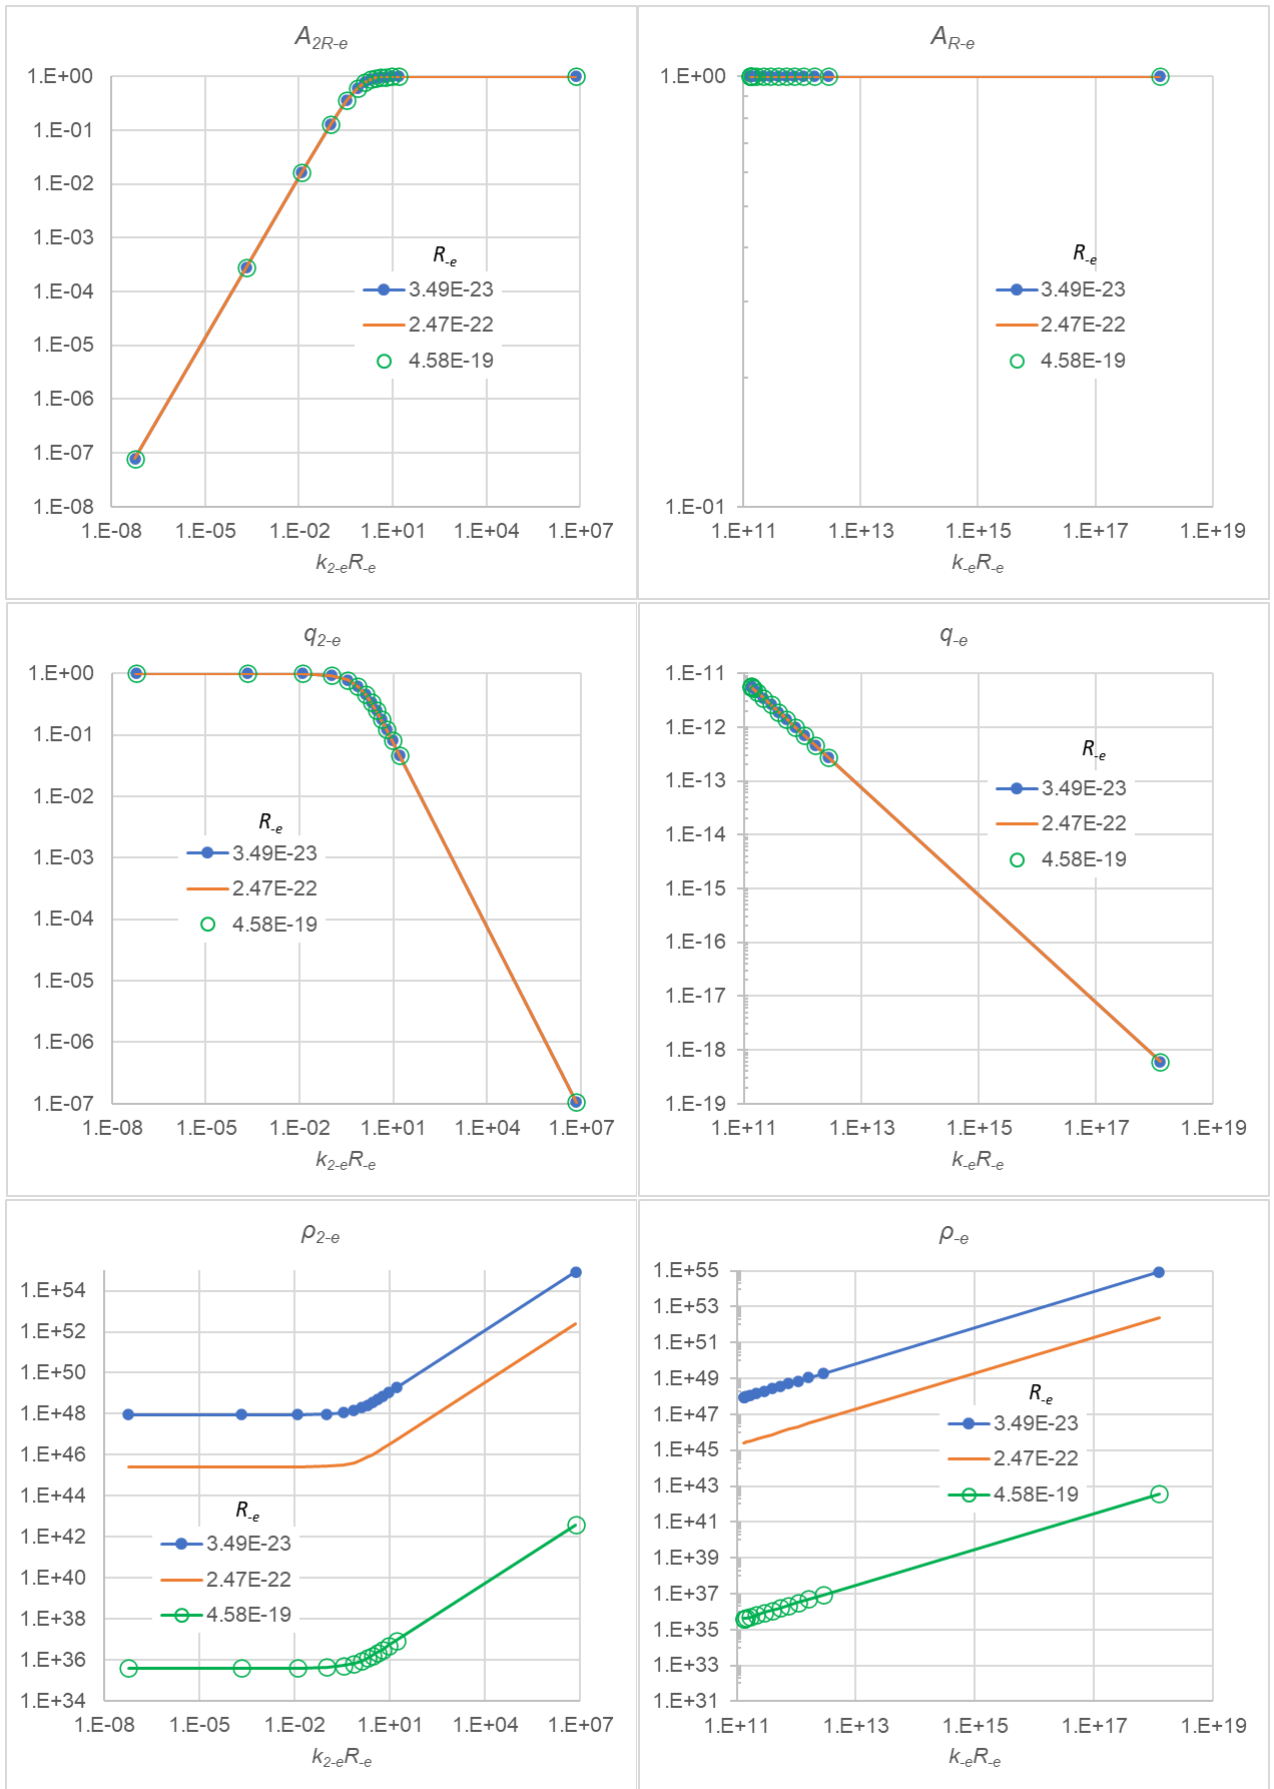 A2R-e
1.E+00
1.E-01
1.E-02
1.E-03
1.E-04
1.E-05
1.E-06
1.E-07
1.E-08
R-e
3.49E-23
2.47E-22
4.58E-19
1.E-08 1.E-05 1.E-02 1.E+01 1.E+04 1.E+07
k2-eR-e
AR-e
1.E+00
1.E-01
R-e
3.49E-23
2.47E-22
4.58E-19
1.E+11 1.E+13 1.E+15 1.E+17 1.E+19
k-eR-e
q2-e
1.E+00
1.E-01
1.E-02
1.E-03
1.E-04
1.E-05
1.E-06
1.E-07
R-e
3.49E-23
2.47E-22
4.58E-19
1.E-08 1.E-05 1.E-02 1.E+01 1.E+04 1.E+07
k2-eR-e
q-e
1.E-11
1.E-12
1.E-13
1.E-14
1.E-15
1.E-16
1.E-17
1.E-18
1.E-19
R-e
3.49E-23
2.47E-22
4.58E-19
1.E+11 1.E+13 1.E+15 1.E+17 1.E+19
k-eR-e
ρ2-e
1.E+54
1.E+52
1.E+50
1.E+48
1.E+46
1.E+44
1.E+42
1.E+40
1.E+38
1.E+36
1.E+34
R-e
3.49E-23
2.47E-22
4.58E-19
1.E-08 1.E-05 1.E-02 1.E+01 1.E+04 1.E+07
k2-eR-e
ρ-e
1.E+55
1.E+53
1.E+51
1.E+49
1.E+47
1.E+45
1.E+43
1.E+41
1.E+39
1.E+37
1.E+35
1.E+33
1.E+31
R-e
3.49E-23
2.47E-22
4.58E-19
1.E+11 1.E+13 1.E+15 1.E+17 1.E+19
k-eR-e